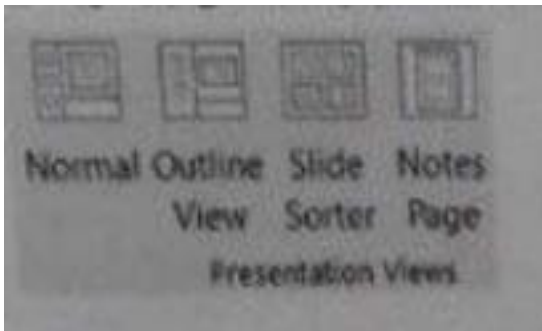 Normal Outline Slide Notes
View Sorter Page
Presentation Views